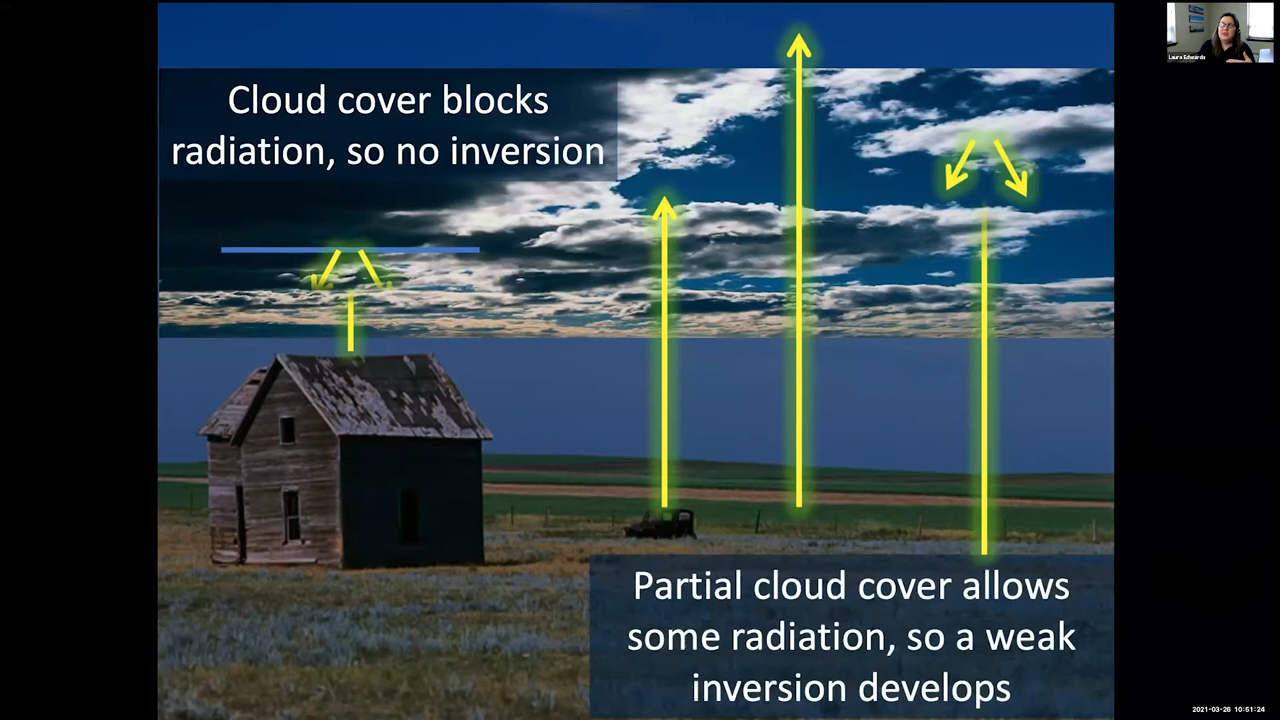 Laura Edwards
Cloud cover blocks
radiation, so no inversion
Partial cloud cover allows
some radiation, so a weak
inversion develops
2021-03-26 10:51:24